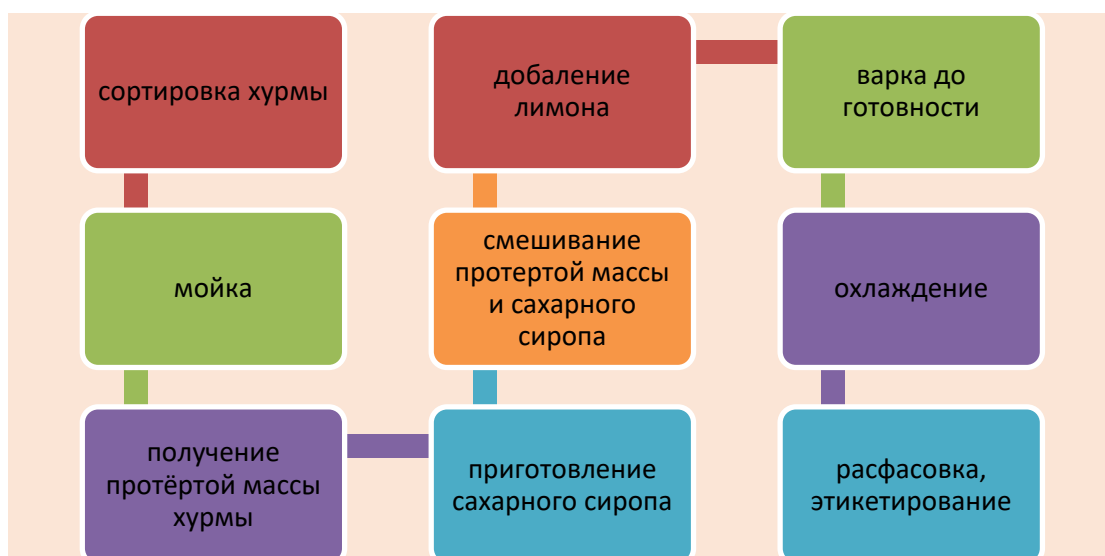 сортировка хурмы
мойка
получение
протёртой массы
хурмы
приготовление
сахарного сиропа
смешивание
протертой массы
и сахарного
сиропа
добаление
лимона
варка до
готовности
охлаждение
расфасовка,
этикетирование